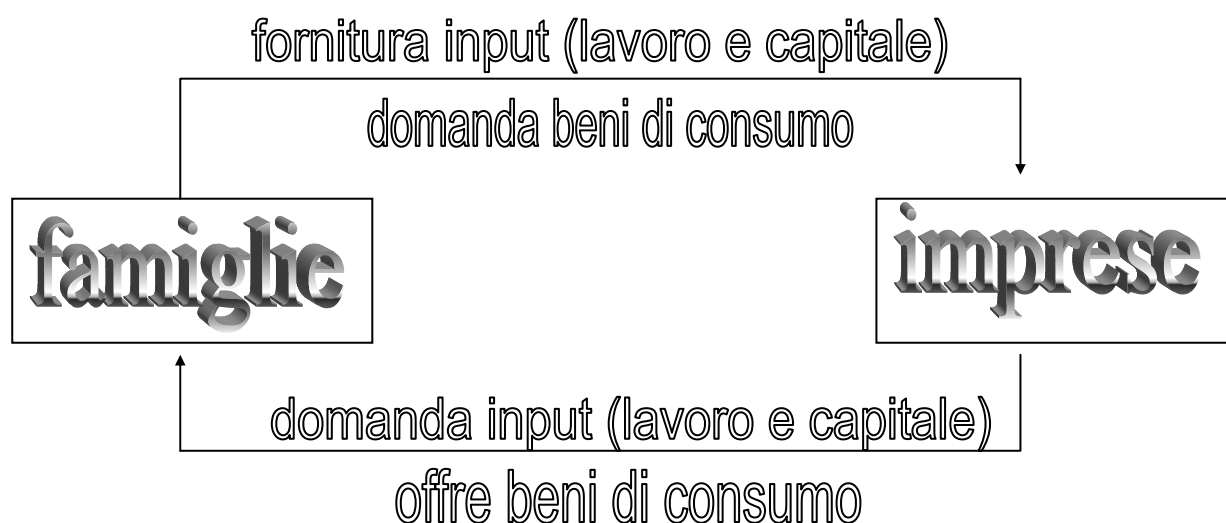 fornitura input (lavoro e capitale)
domanda beni di consumo
famiglie
imprese
domanda input (lavoro e capitale)
offre beni di consumo